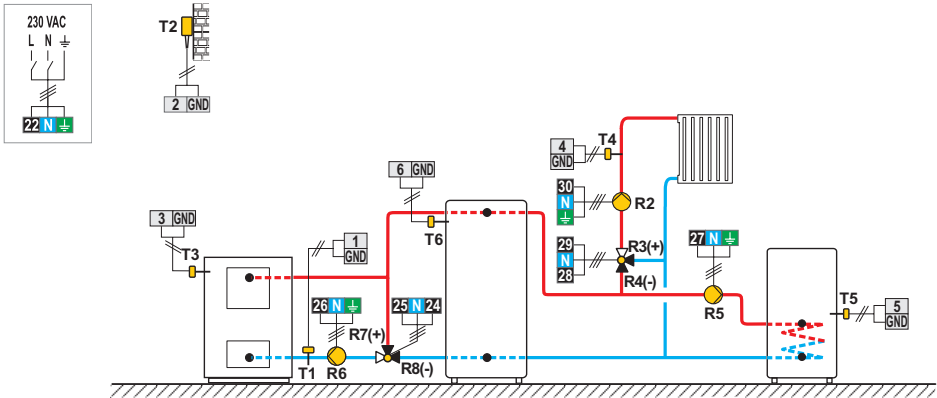 230 VAC
L N
22 N
T2
2 GND
3 GND
T3
1
GND
6 GND
T6
26 N
25 N 24
R7(+)
T1
R6
R8(-)
4
GND
T4
30
N
R2
29
N
28
R3(+)
R4(-)
27 N
R5
T5
5
GND